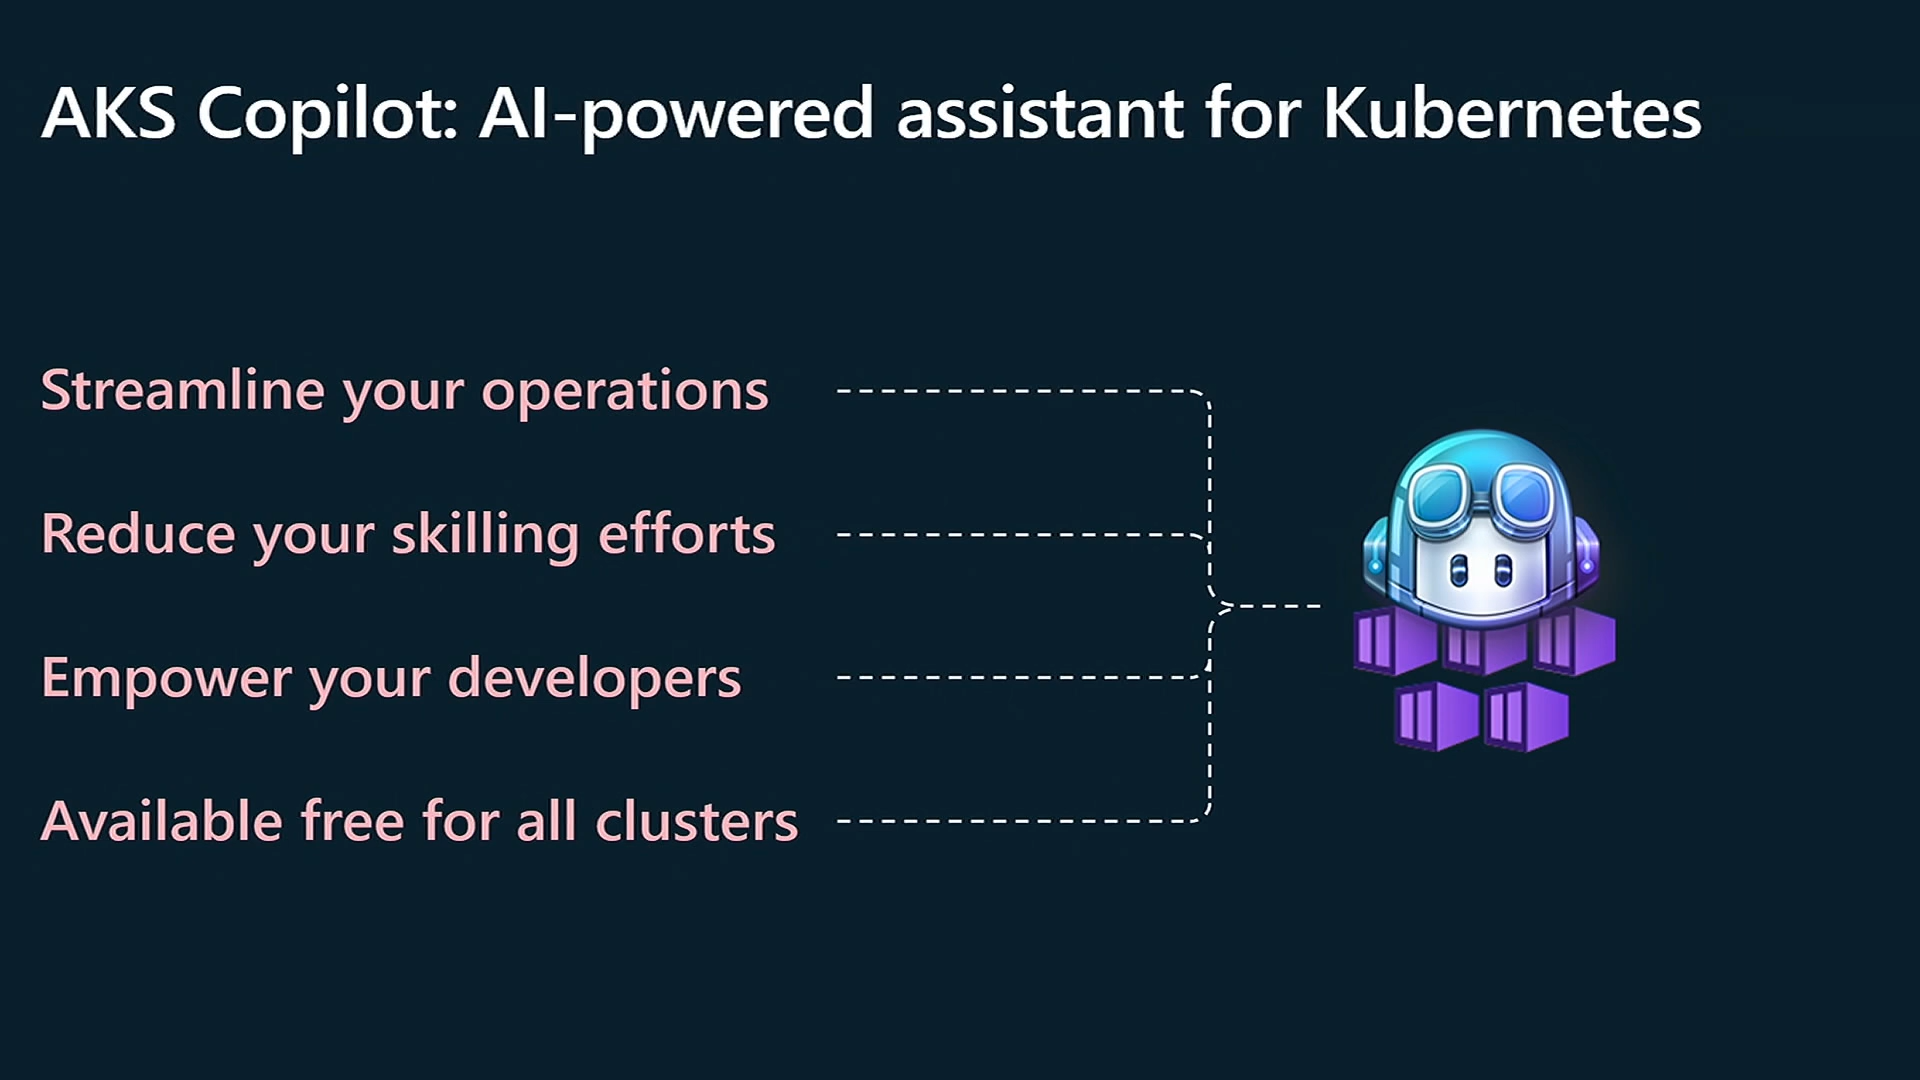 AKS Copilot: AI-powered assistant for Kubernetes
Streamline your operations
Reduce your skilling efforts
Empower your developers
Available free for all clusters